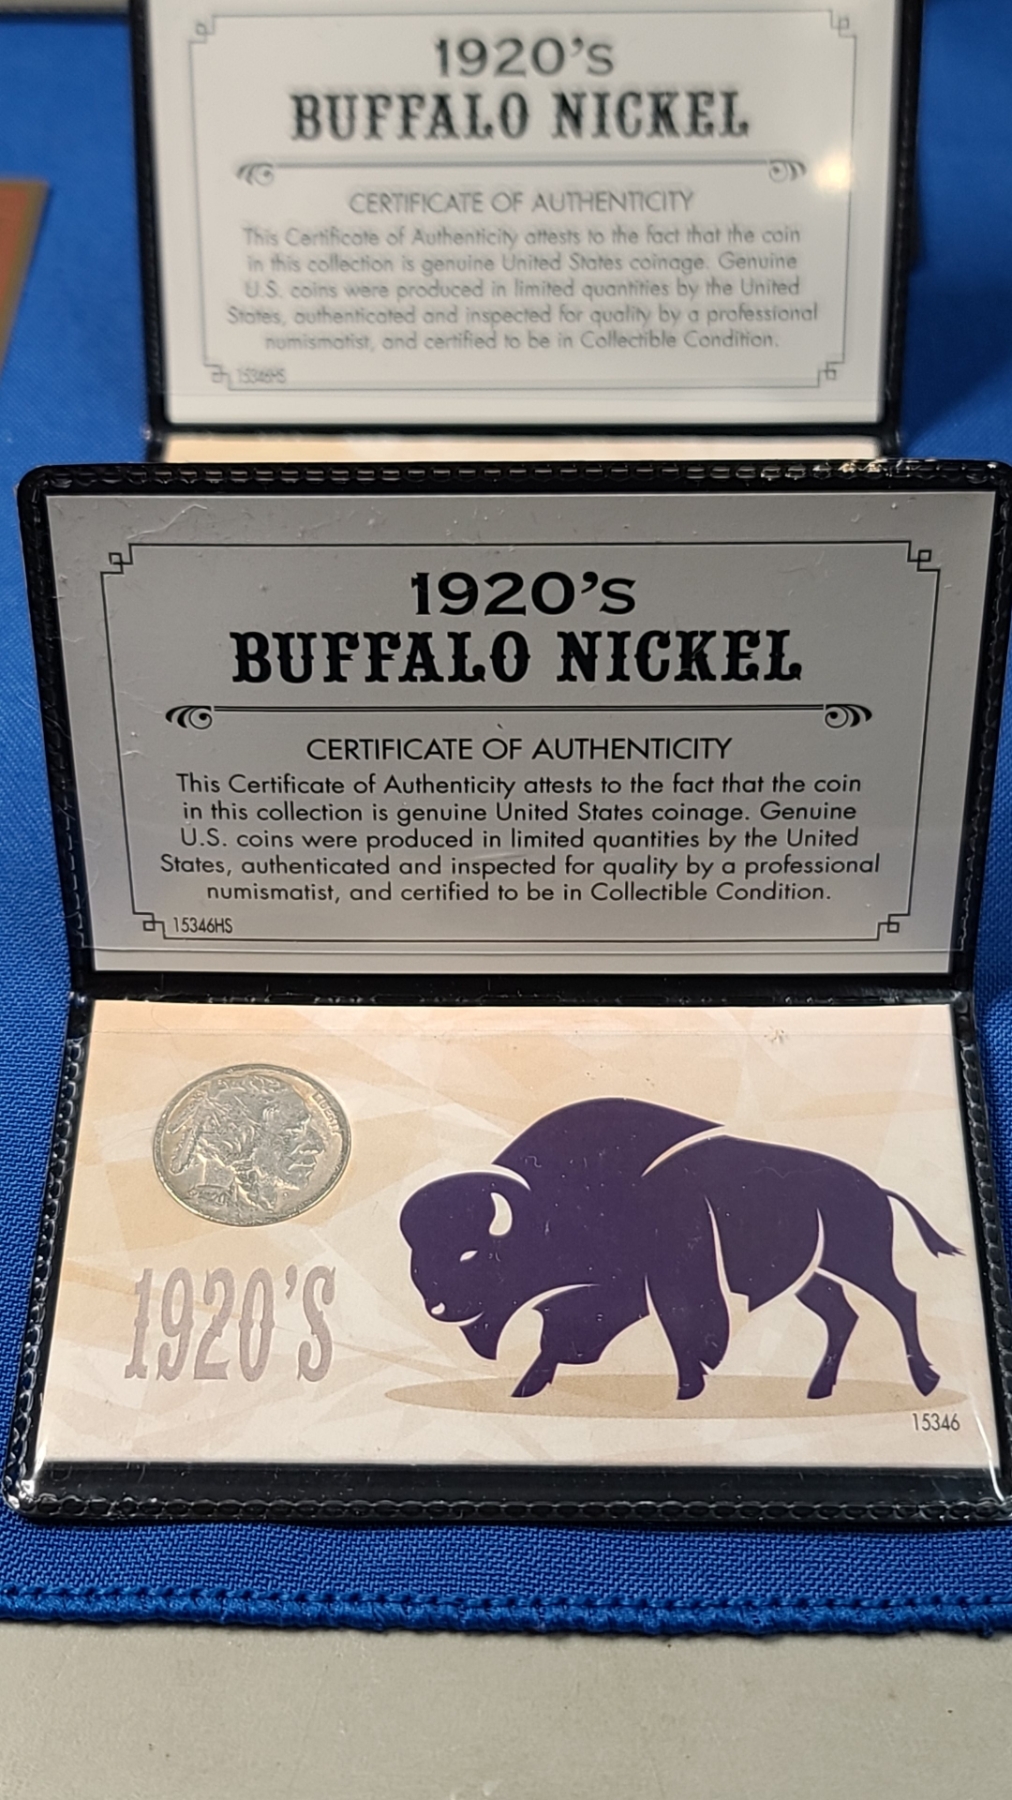 1920's
BUFFALO NICKEL
CERTIFICATE OF AUTHENTICITY
This Certificate of Authenticity attests to the fact that the coin
in this collection is genuine United States coinage. Genuine
U.S. coins were produced in limited quantities by the United
States, authenticated and inspected for quality by a professional
numismatist, and certified to be in Collectible Condition.
15346HS
1920's
BUFFALO NICKEL
CERTIFICATE OF AUTHENTICITY
This Certificate of Authenticity attests to the fact that the coin
in this collection is genuine United States coinage. Genuine
U.S. coins were produced in limited quantities by the United
States, authenticated and inspected for quality by a professional
numismatist, and certified to be in Collectible Condition.
15346HS
LIBERTY
1920'S
15346